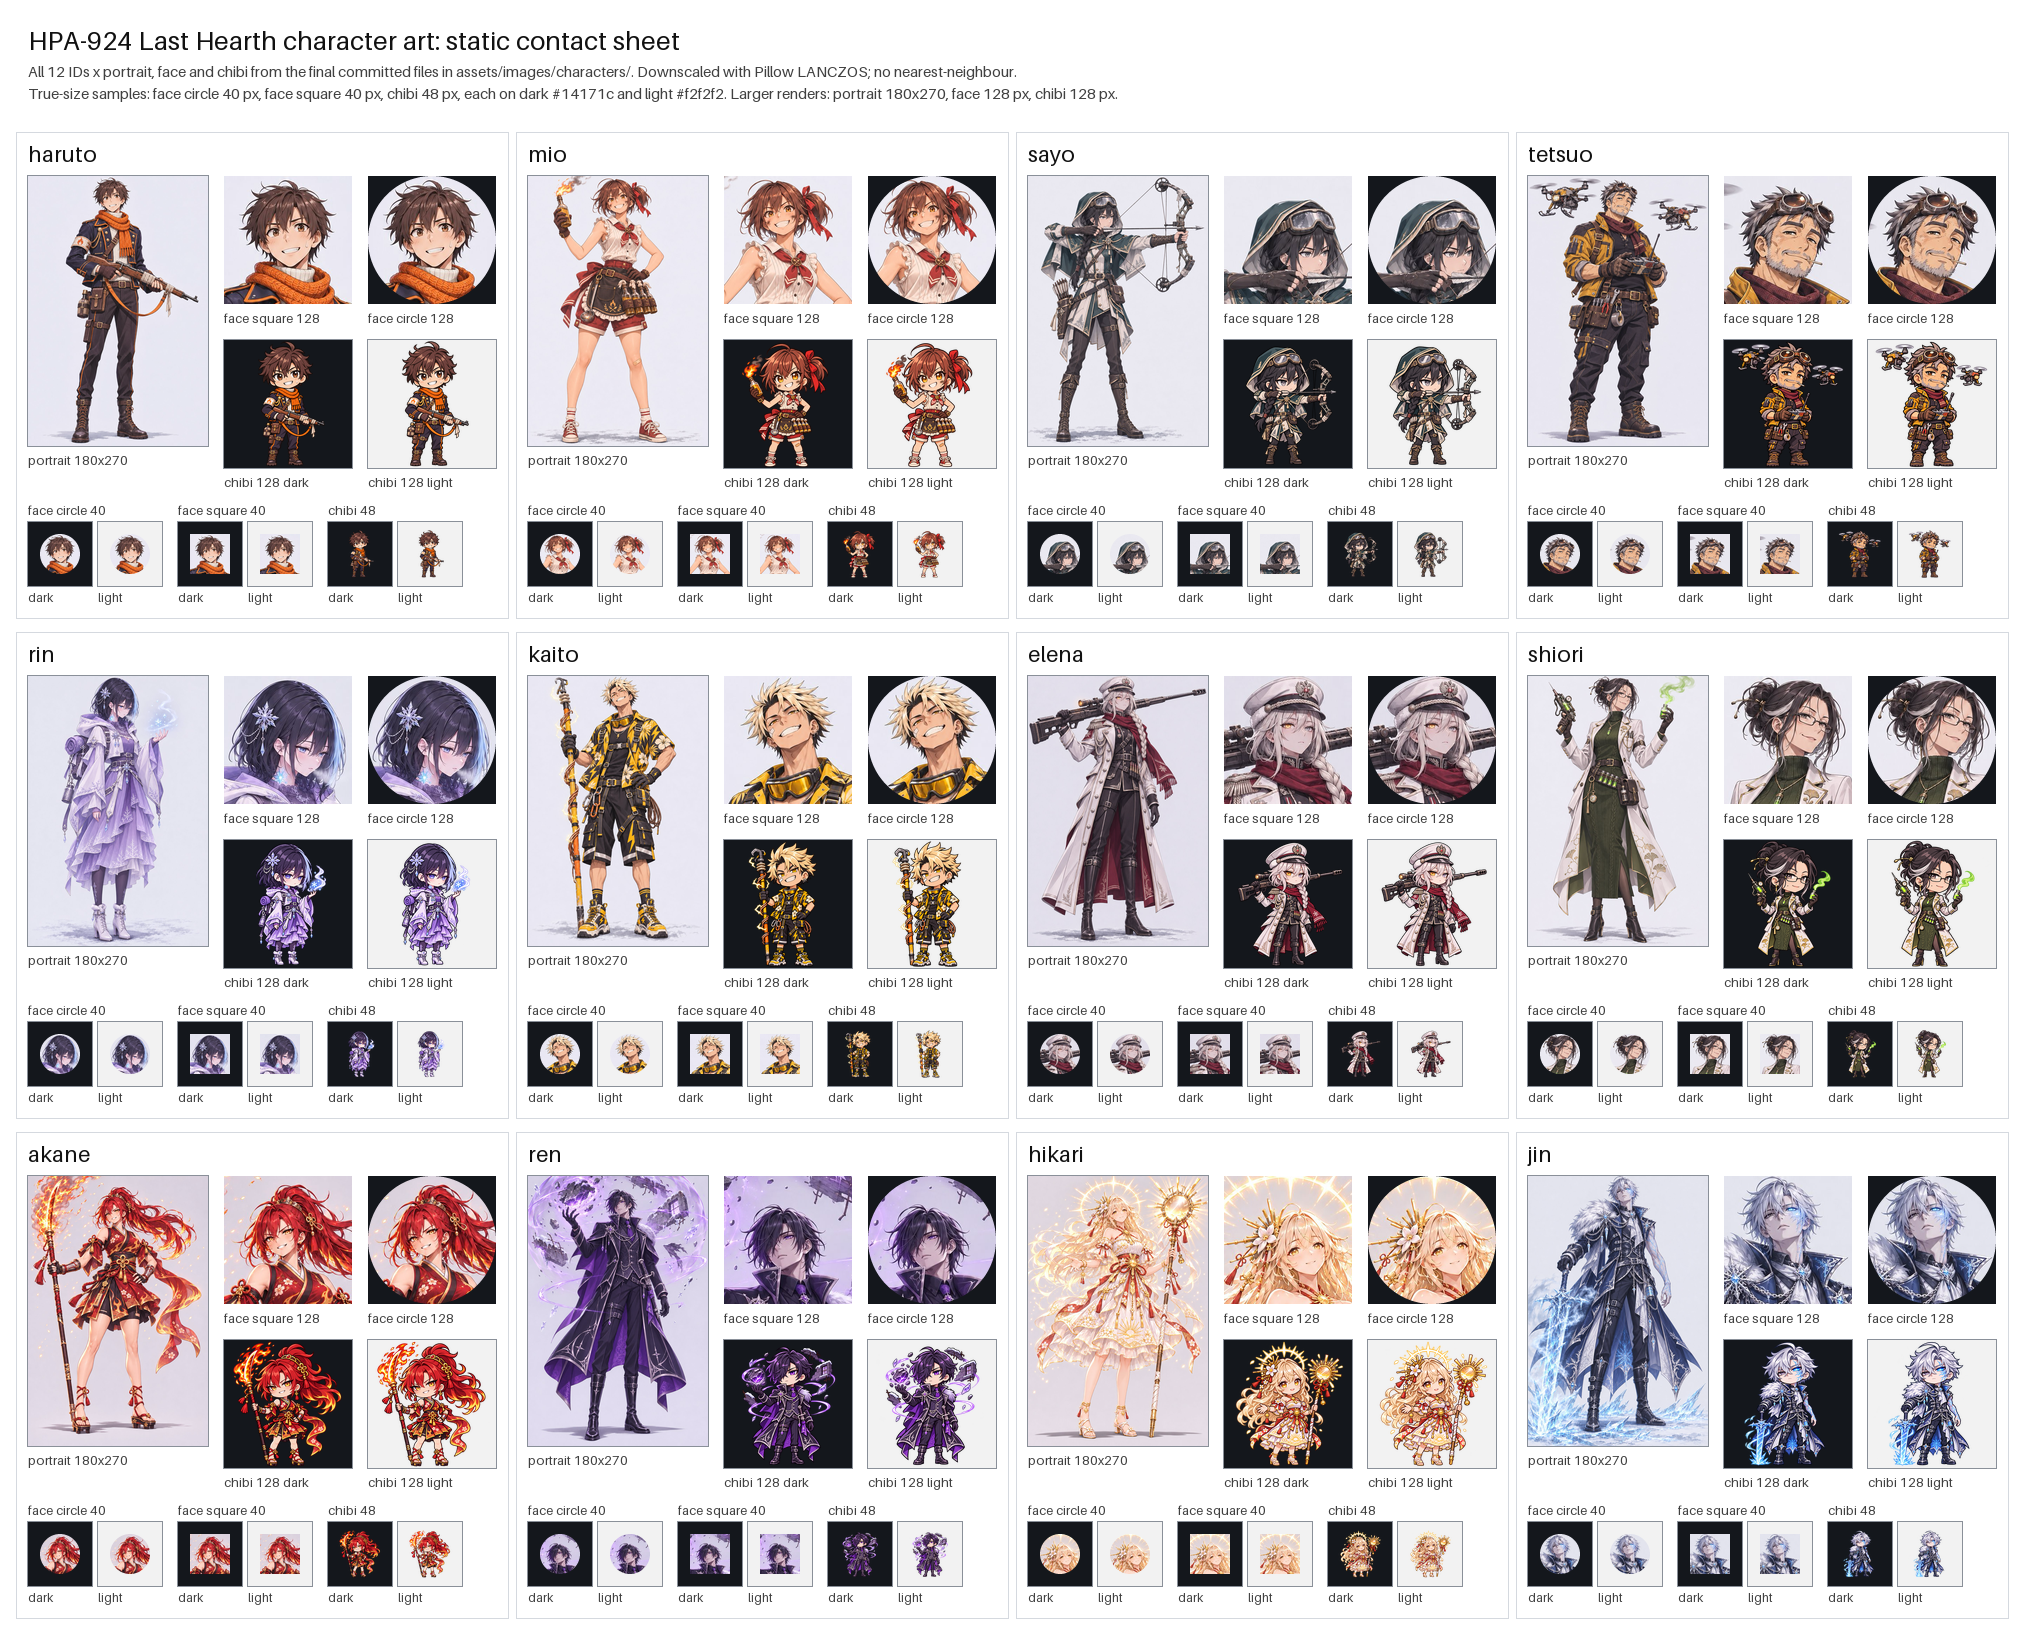 HPA-924 Last Hearth character art: static contact sheet
All 12 IDs x portrait, face and chibi from the final committed files in assets/images/characters/. Downscaled with Pillow LANCZOS; no nearest-neighbour.
True-size samples: face circle 40 px, face square 40 px, chibi 48 px, each on dark #14171c and light #f2f2f2. Larger renders: portrait 180x270, face 128 px, chibi 128 px.
haruto
face square 128 face circle 128
portrait 180x270
chibi 128 dark chibi 128 light
face circle 40 face square 40 chibi 48
dark light dark light dark light
mio
face square 128 face circle 128
portrait 180x270
chibi 128 dark chibi 128 light
face circle 40 face square 40 chibi 48
dark light dark light dark light
sayo
face square 128 face circle 128
portrait 180x270
chibi 128 dark chibi 128 light
face circle 40 face square 40 chibi 48
dark light dark light dark light
tetsuo
face square 128 face circle 128
portrait 180x270
chibi 128 dark chibi 128 light
face circle 40 face square 40 chibi 48
dark light dark light dark light
rin
face square 128 face circle 128
portrait 180x270
chibi 128 dark chibi 128 light
face circle 40 face square 40 chibi 48
dark light dark light dark light
kaito
face square 128 face circle 128
portrait 180x270
chibi 128 dark chibi 128 light
face circle 40 face square 40 chibi 48
dark light dark light dark light
elena
face square 128 face circle 128
portrait 180x270
chibi 128 dark chibi 128 light
face circle 40 face square 40 chibi 48
dark light dark light dark light
shiori
face square 128 face circle 128
portrait 180x270
chibi 128 dark chibi 128 light
face circle 40 face square 40 chibi 48
dark light dark light dark light
akane
face square 128 face circle 128
portrait 180x270
chibi 128 dark chibi 128 light
face circle 40 face square 40 chibi 48
dark light dark light dark light
ren
face square 128 face circle 128
portrait 180x270
chibi 128 dark chibi 128 light
face circle 40 face square 40 chibi 48
dark light dark light dark light
hikari
face square 128 face circle 128
portrait 180x270
chibi 128 dark chibi 128 light
face circle 40 face square 40 chibi 48
dark light dark light dark light
jin
face square 128 face circle 128
portrait 180x270
chibi 128 dark chibi 128 light
face circle 40 face square 40 chibi 48
dark light dark light dark light